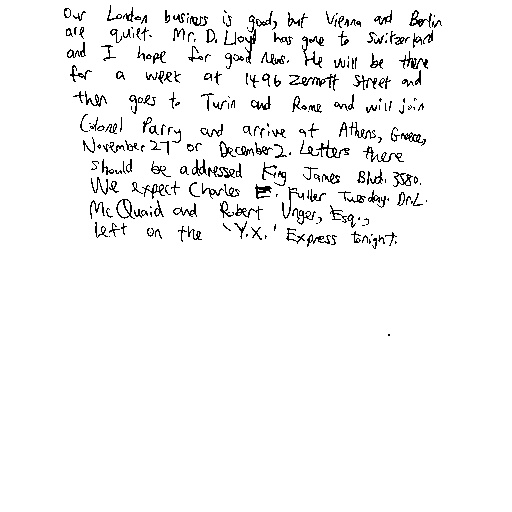 Our London business is good, but Vienna and Berlin
are quiet. Mr. D. Lloyd has gone to Switzerland
and I hope for good news. He will be there
for a week at 1496 Zermott Street and
then goes to Turin and Rome and will join
Colonel Parry and arrive at Athens, Greece,
November 27 or December 2. Letters there
should be addressed King James Blvd. 3580.
We expect Charles E. Fuller Tuesday. Dr. L.
McQuaid and Robert Unger, Esq.,
left on the 'Y.X.' Express tonight.